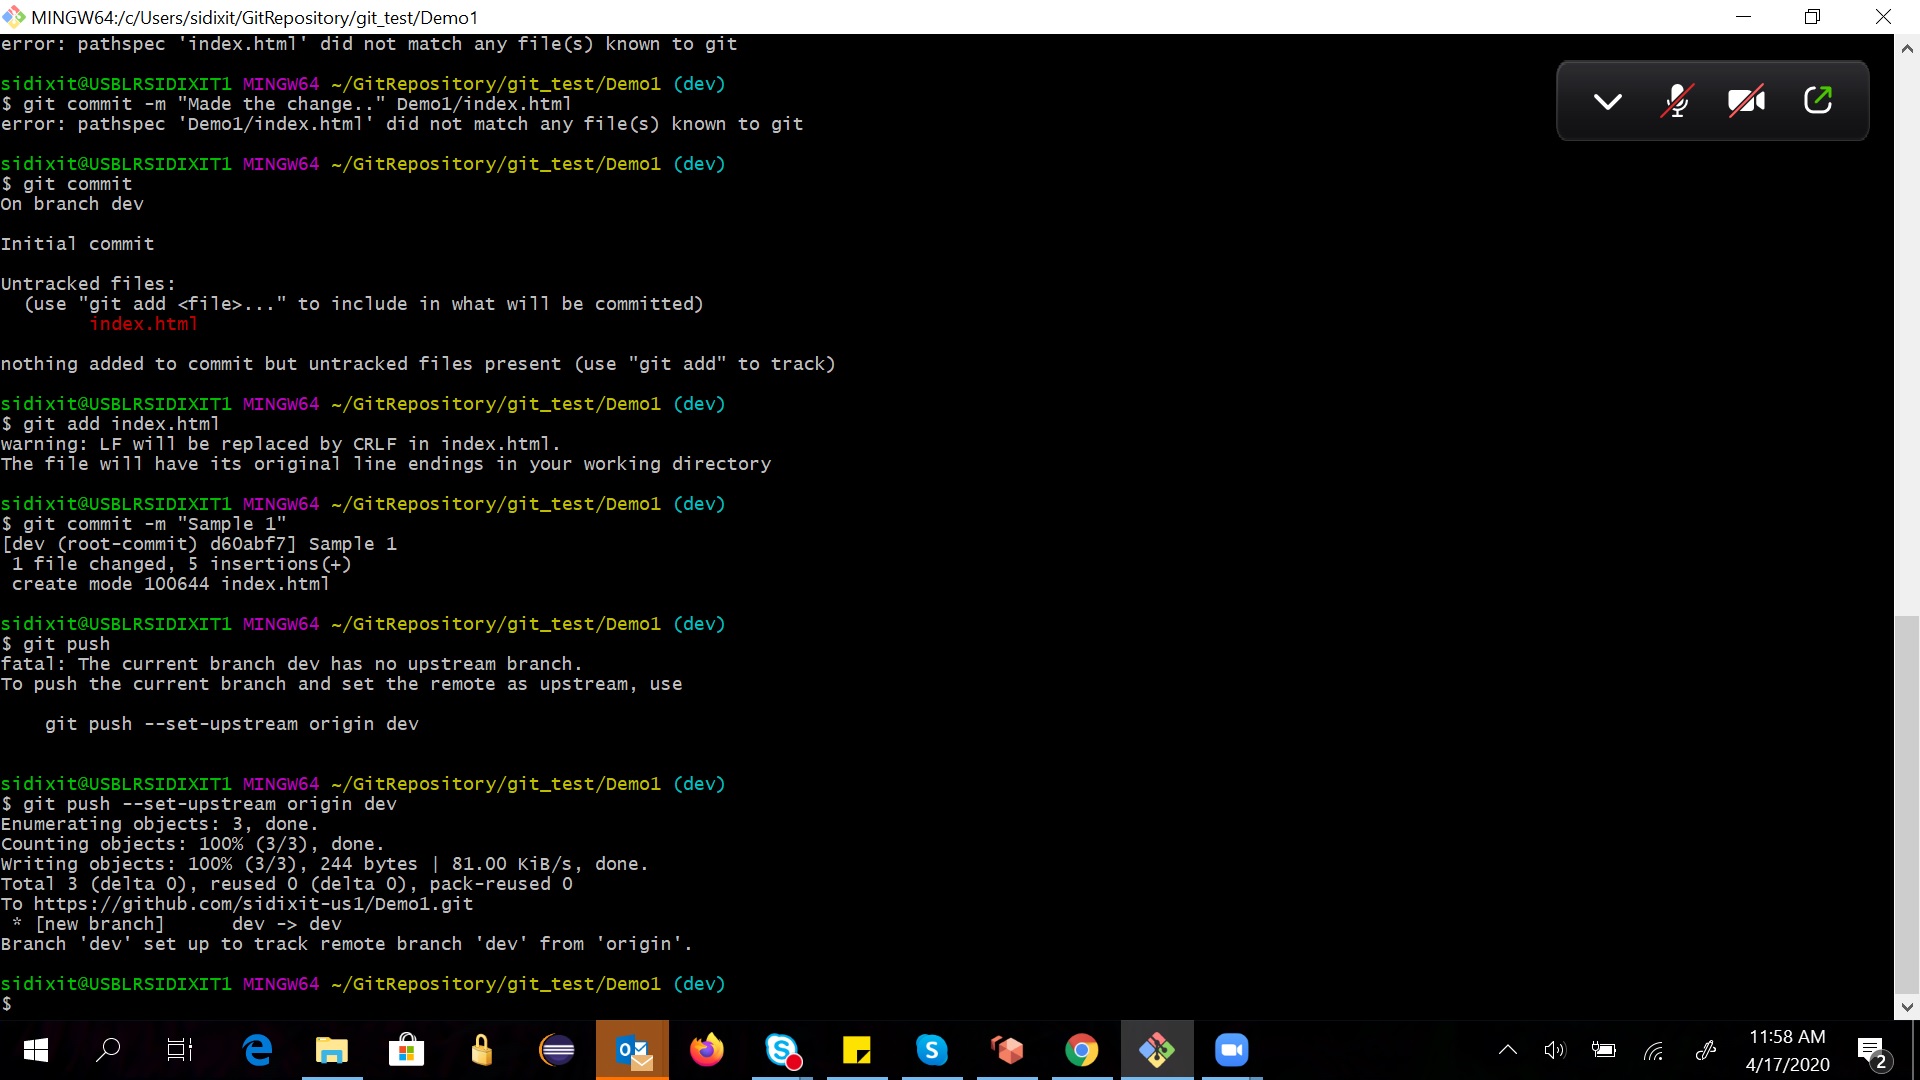 MINGW64:/c/Users/sidixit/GitRepository/git_test/Demo1
error: pathspec 'index.html' did not match any file(s) known to git
sidixit@USBLRSIDIXIT1 MINGW64 ~/GitRepository/git_test/Demo1 (dev)
$ git commit -m "Made the change.." Demo1/index.html
error: pathspec 'Demo1/index.html' did not match any file(s) known to git
sidixit@USBLRSIDIXIT1 MINGW64 ~/GitRepository/git_test/Demo1 (dev)
$ git commit
On branch dev
Initial commit
Untracked files:
  (use "git add <file>..." to include in what will be committed)
        index.html
nothing added to commit but untracked files present (use "git add" to track)
sidixit@USBLRSIDIXIT1 MINGW64 ~/GitRepository/git_test/Demo1 (dev)
$ git add index.html
warning: LF will be replaced by CRLF in index.html.
The file will have its original line endings in your working directory
sidixit@USBLRSIDIXIT1 MINGW64 ~/GitRepository/git_test/Demo1 (dev)
$ git commit -m "Sample 1"
[dev (root-commit) d60abf7] Sample 1
 1 file changed, 5 insertions(+)
 create mode 100644 index.html
sidixit@USBLRSIDIXIT1 MINGW64 ~/GitRepository/git_test/Demo1 (dev)
$ git push
fatal: The current branch dev has no upstream branch.
To push the current branch and set the remote as upstream, use
    git push --set-upstream origin dev
sidixit@USBLRSIDIXIT1 MINGW64 ~/GitRepository/git_test/Demo1 (dev)
$ git push --set-upstream origin dev
Enumerating objects: 3, done.
Counting objects: 100% (3/3), done.
Writing objects: 100% (3/3), 244 bytes | 81.00 KiB/s, done.
Total 3 (delta 0), reused 0 (delta 0), pack-reused 0
To https://github.com/sidixit-us1/Demo1.git
 * [new branch]      dev -> dev
Branch 'dev' set up to track remote branch 'dev' from 'origin'.
sidixit@USBLRSIDIXIT1 MINGW64 ~/GitRepository/git_test/Demo1 (dev)
$
11:58 AM
4/17/2020
2